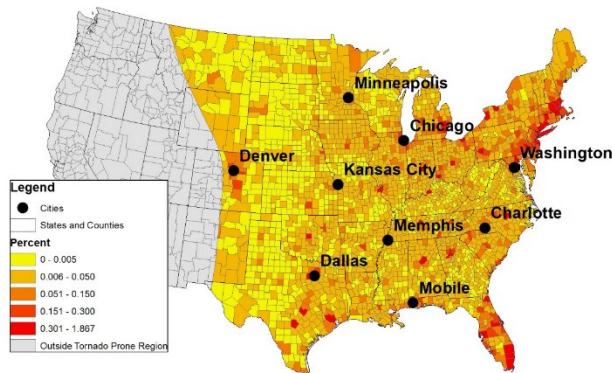 Minneapolis
Chicago
Washington
Denver
Kansas City
Charlotte
Memphis
Dallas
Mobile
Legend
Cities
States and Counties
Percent
0 - 0.005
0.006 - 0.050
0.051 - 0.150
0.151 - 0.300
0.301 - 1.867
Outside Tornado Prone Region